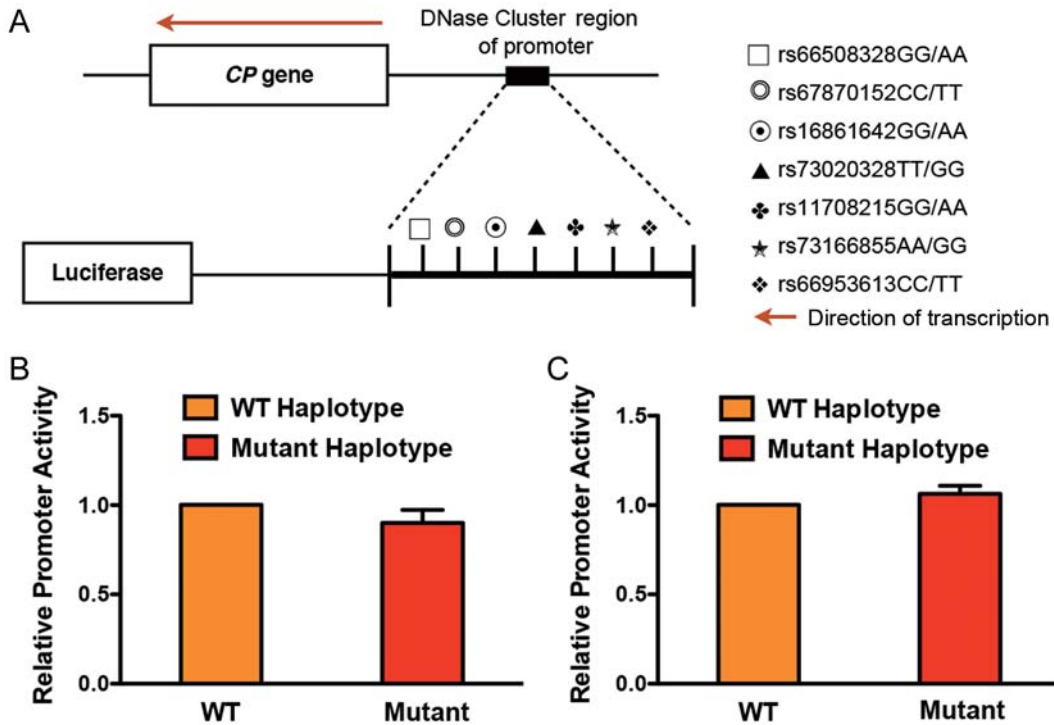 A
DNase Cluster region
of promoter
CP gene
rs66508328GG/AA
rs67870152CC/TT
rs16861642GG/AA
rs73020328TT/GG
rs11708215GG/AA
rs73166855AA/GG
rs66953613CC/TT
Direction of transcription
Luciferase
B
Relative Promoter Activity
1.5
1.0
0.5
0.0
WT Haplotype
Mutant Haplotype
WT
Mutant
C
Relative Promoter Activity
1.5
1.0
0.5
0.0
WT Haplotype
Mutant Haplotype
WT
Mutant